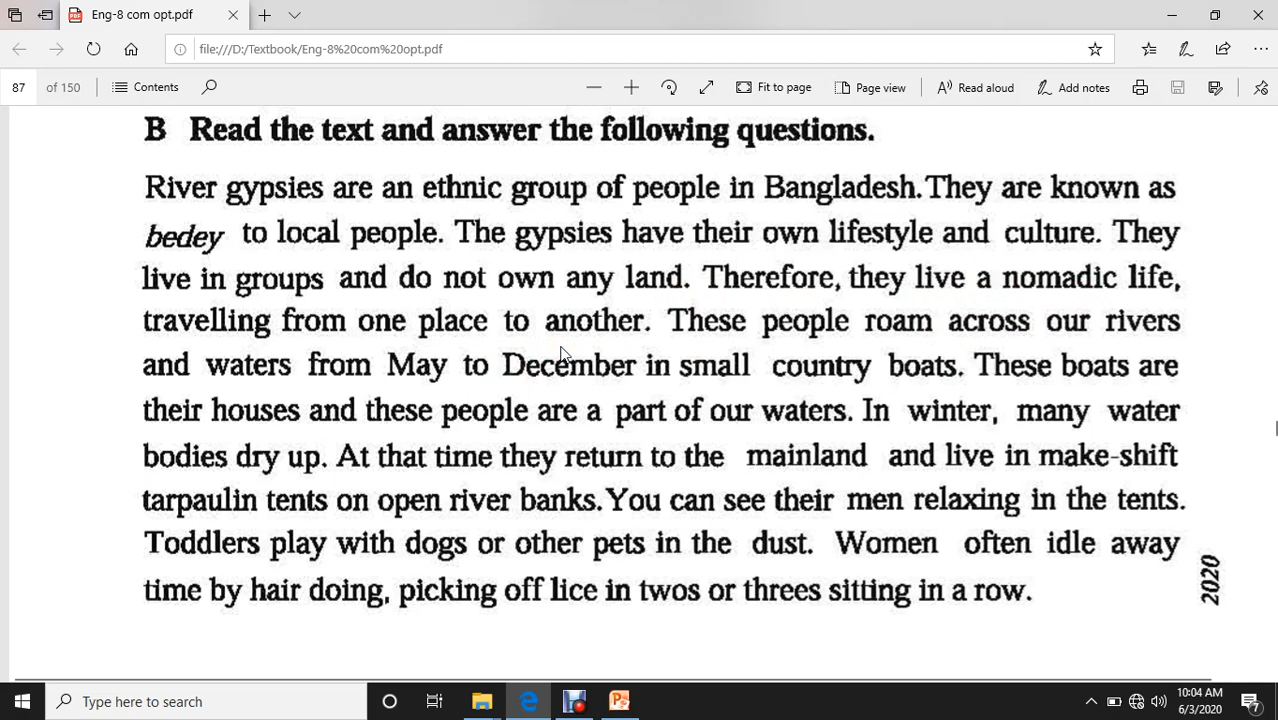 Eng-8 com opt.pdf
file:///D:/Textbook/Eng-8%20com%20opt.pdf
87 of 150 Contents Fit to page Page view Read aloud Add notes
B Read the text and answer the following questions.
River gypsies are an ethnic group of people in Bangladesh. They are known as
bedey to local people. The gypsies have their own lifestyle and culture. They
live in groups and do not own any land. Therefore, they live a nomadic life,
travelling from one place to another. These people roam across our rivers
and waters from May to December in small country boats. These boats are
their houses and these people are a part of our waters. In winter, many water
bodies dry up. At that time they return to the mainland and live in make-shift
tarpaulin tents on open river banks. You can see their men relaxing in the tents.
Toddlers play with dogs or other pets in the dust. Women often idle away
time by hair doing, picking off lice in twos or threes sitting in a row.
2020
Type here to search
10:04 AM
6/3/2020
7